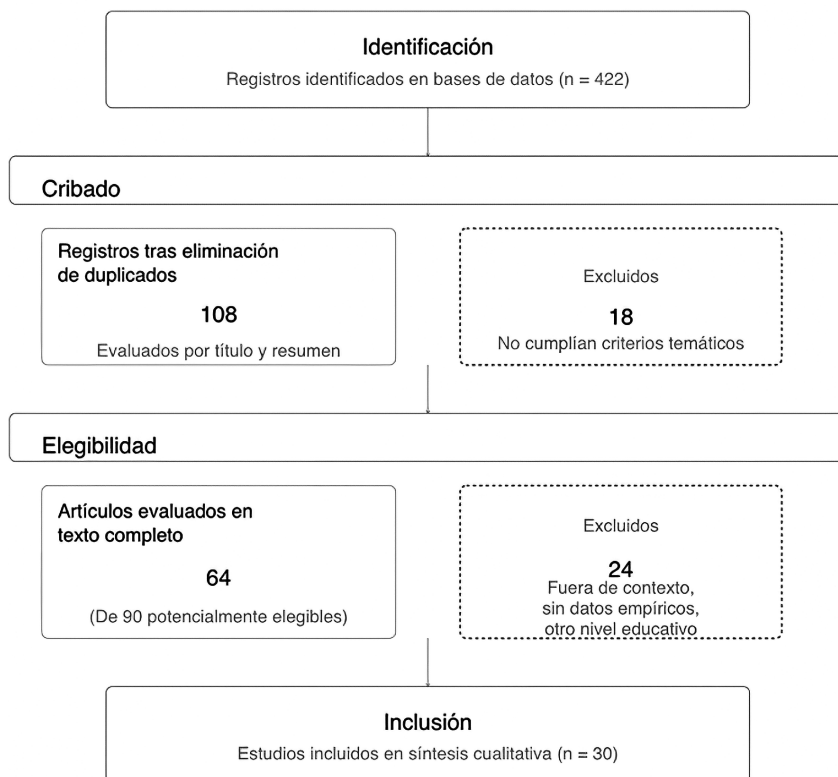 Identificación
Registros identificados en bases de datos (n = 422)
Cribado
Registros tras eliminación
de duplicados
108
Evaluados por título y resumen
Excluidos
18
No cumplían criterios temáticos
Elegibilidad
Artículos evaluados en
texto completo
64
(De 90 potencialmente elegibles)
Excluidos
24
Fuera de contexto,
sin datos empíricos,
otro nivel educativo
Inclusión
Estudios incluidos en síntesis cualitativa (n = 30)